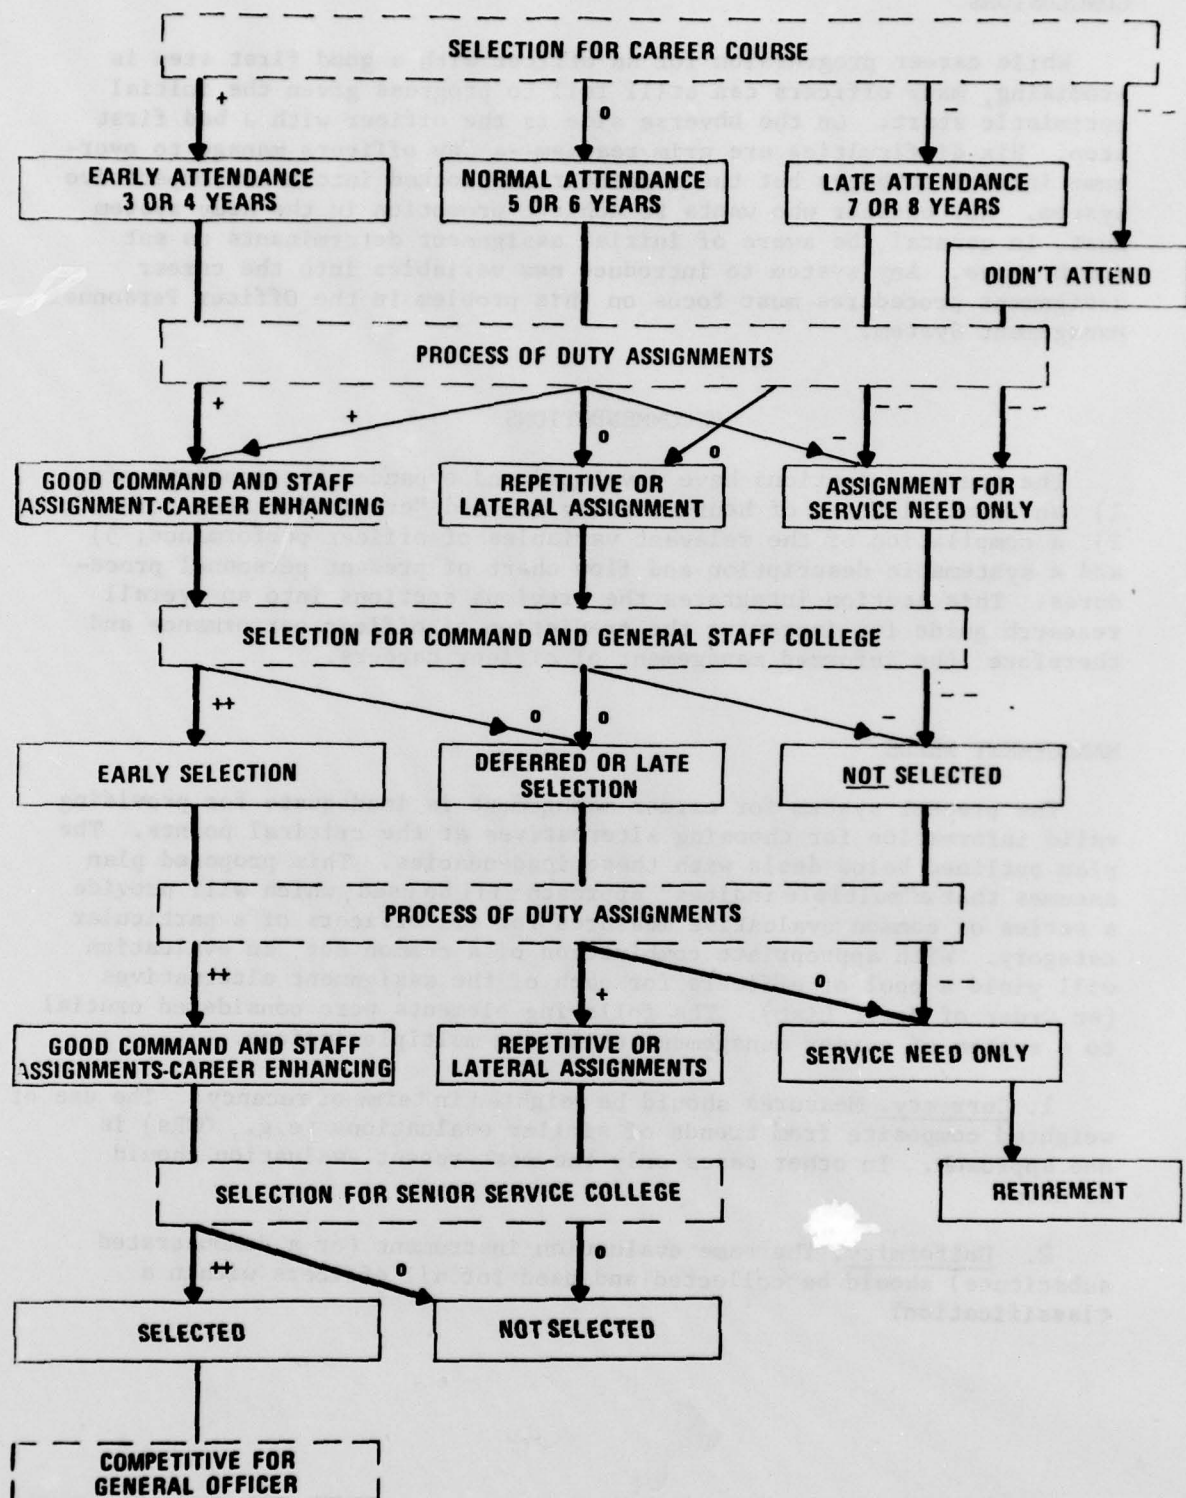 SELECTION FOR CAREER COURSE
+
0
-
- -
EARLY ATTENDANCE
3 OR 4 YEARS
NORMAL ATTENDANCE
5 OR 6 YEARS
LATE ATTENDANCE
7 OR 8 YEARS
DIDN'T ATTEND
PROCESS OF DUTY ASSIGNMENTS
+
+
0
0
-
- -
- -
GOOD COMMAND AND STAFF
ASSIGNMENT-CAREER ENHANCING
REPETITIVE OR
LATERAL ASSIGNMENT
ASSIGNMENT FOR
SERVICE NEED ONLY
SELECTION FOR COMMAND AND GENERAL STAFF COLLEGE
++
0
0
-
- -
EARLY SELECTION
DEFERRED OR LATE
SELECTION
NOT SELECTED
PROCESS OF DUTY ASSIGNMENTS
++
+
0
GOOD COMMAND AND STAFF
ASSIGNMENTS-CAREER ENHANCING
REPETITIVE OR
LATERAL ASSIGNMENTS
SERVICE NEED ONLY
SELECTION FOR SENIOR SERVICE COLLEGE
RETIREMENT
++
0
0
SELECTED
NOT SELECTED
COMPETITIVE FOR
GENERAL OFFICER